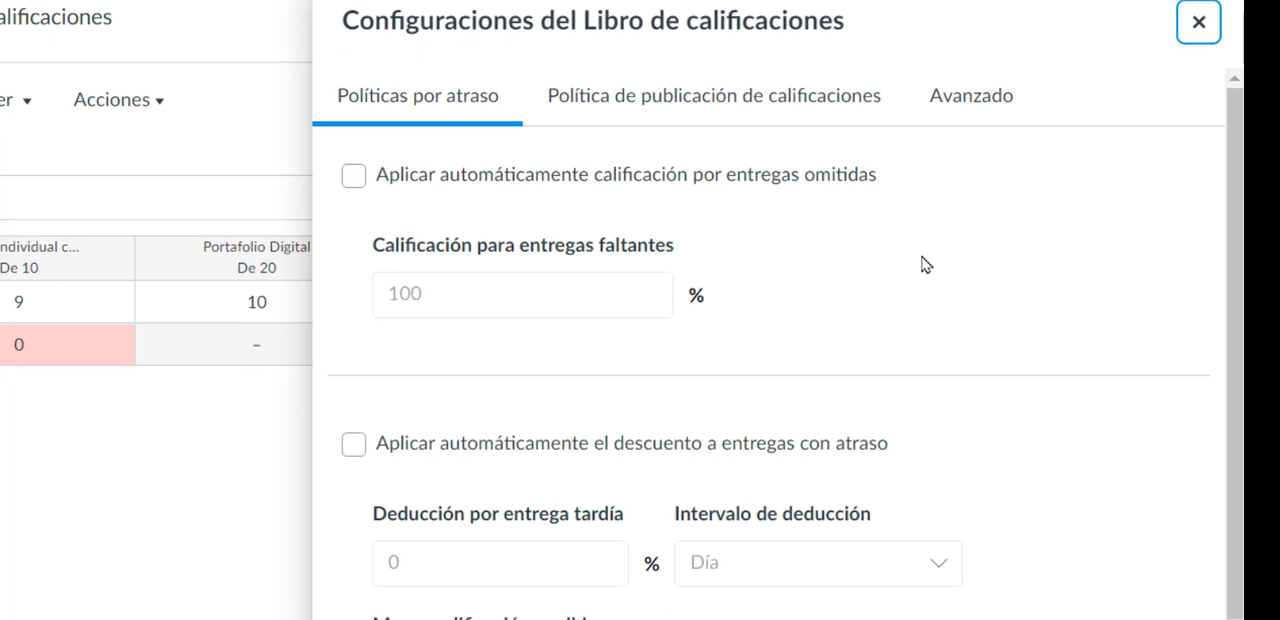 alificaciones
Configuraciones del Libro de calificaciones
er
Acciones
Políticas por atraso
Política de publicación de calificaciones
Avanzado
Aplicar automáticamente calificación por entregas omitidas
Calificación para entregas faltantes
100 %
ndividual c...
De 10
Portafolio Digital
De 20
9
10
0
–
Aplicar automáticamente el descuento a entregas con atraso
Deducción por entrega tardía
Intervalo de deducción
0 %
Día